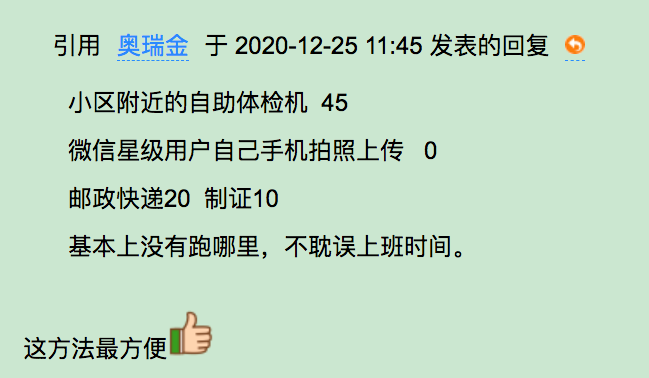 引用 奥瑞金 于 2020-12-25 11:45 发表的回复
小区附近的自助体检机 45
微信星级用户自己手机拍照上传 0
邮政快递20 制证10
基本上没有跑哪里，不耽误上班时间。
这方法最方便